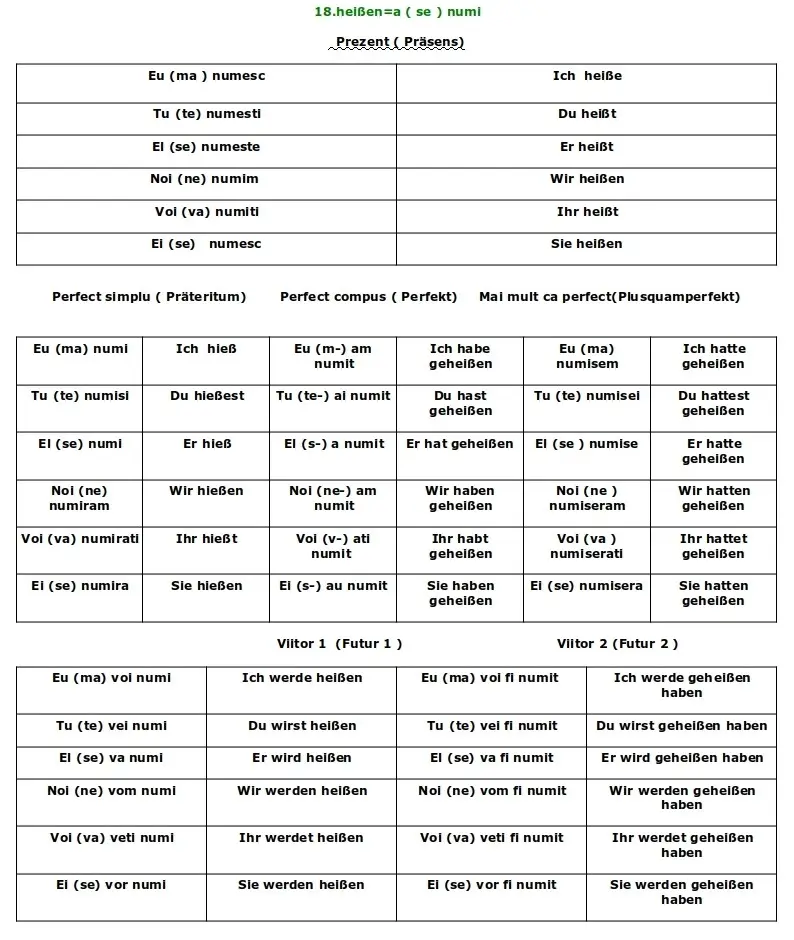 18.heißen=a ( se ) numi
Prezent ( Präsens)
Eu (ma ) numesc Ich heiße
Tu (te) numesti Du heißt
El (se) numeste Er heißt
Noi (ne) numim Wir heißen
Voi (va) numiti Ihr heißt
Ei (se) numesc Sie heißen
Perfect simplu ( Präteritum) Perfect compus ( Perfekt) Mai mult ca perfect(Plusquamperfekt)
Eu (ma) numi Ich hieß Eu (m-) am Ich habe Eu (ma) Ich hatte
numit geheißen numisem geheißen
Tu (te) numisi Du hießest Tu (te-) ai numit Du hast Tu (te) numisei Du hattest
geheißen geheißen
El (se) numi Er hieß El (s-) a numit Er hat geheißen El (se ) numise Er hatte
geheißen
Noi (ne) Wir hießen Noi (ne-) am Wir haben Noi (ne ) Wir hatten
numiram numit geheißen numiseram geheißen
Voi (va) numirati Ihr hießt Voi (v-) ati Ihr habt Voi (va ) Ihr hattet
numit geheißen numiserati geheißen
Ei (se) numira Sie hießen Ei (s-) au numit Sie haben Ei (se) numisera Sie hatten
geheißen geheißen
Viitor 1 (Futur 1 ) Viitor 2 (Futur 2 )
Eu (ma) voi numi Ich werde heißen Eu (ma) voi fi numit Ich werde geheißen
haben
Tu (te) vei numi Du wirst heißen Tu (te) vei fi numit Du wirst geheißen haben
El (se) va numi Er wird heißen El (se) va fi numit Er wird geheißen haben
Noi (ne) vom numi Wir werden heißen Noi (ne) vom fi numit Wir werden geheißen
haben
Voi (va) veti numi Ihr werdet heißen Voi (va) veti fi numit Ihr werdet geheißen
haben
Ei (se) vor numi Sie werden heißen Ei (se) vor fi numit Sie werden geheißen
haben